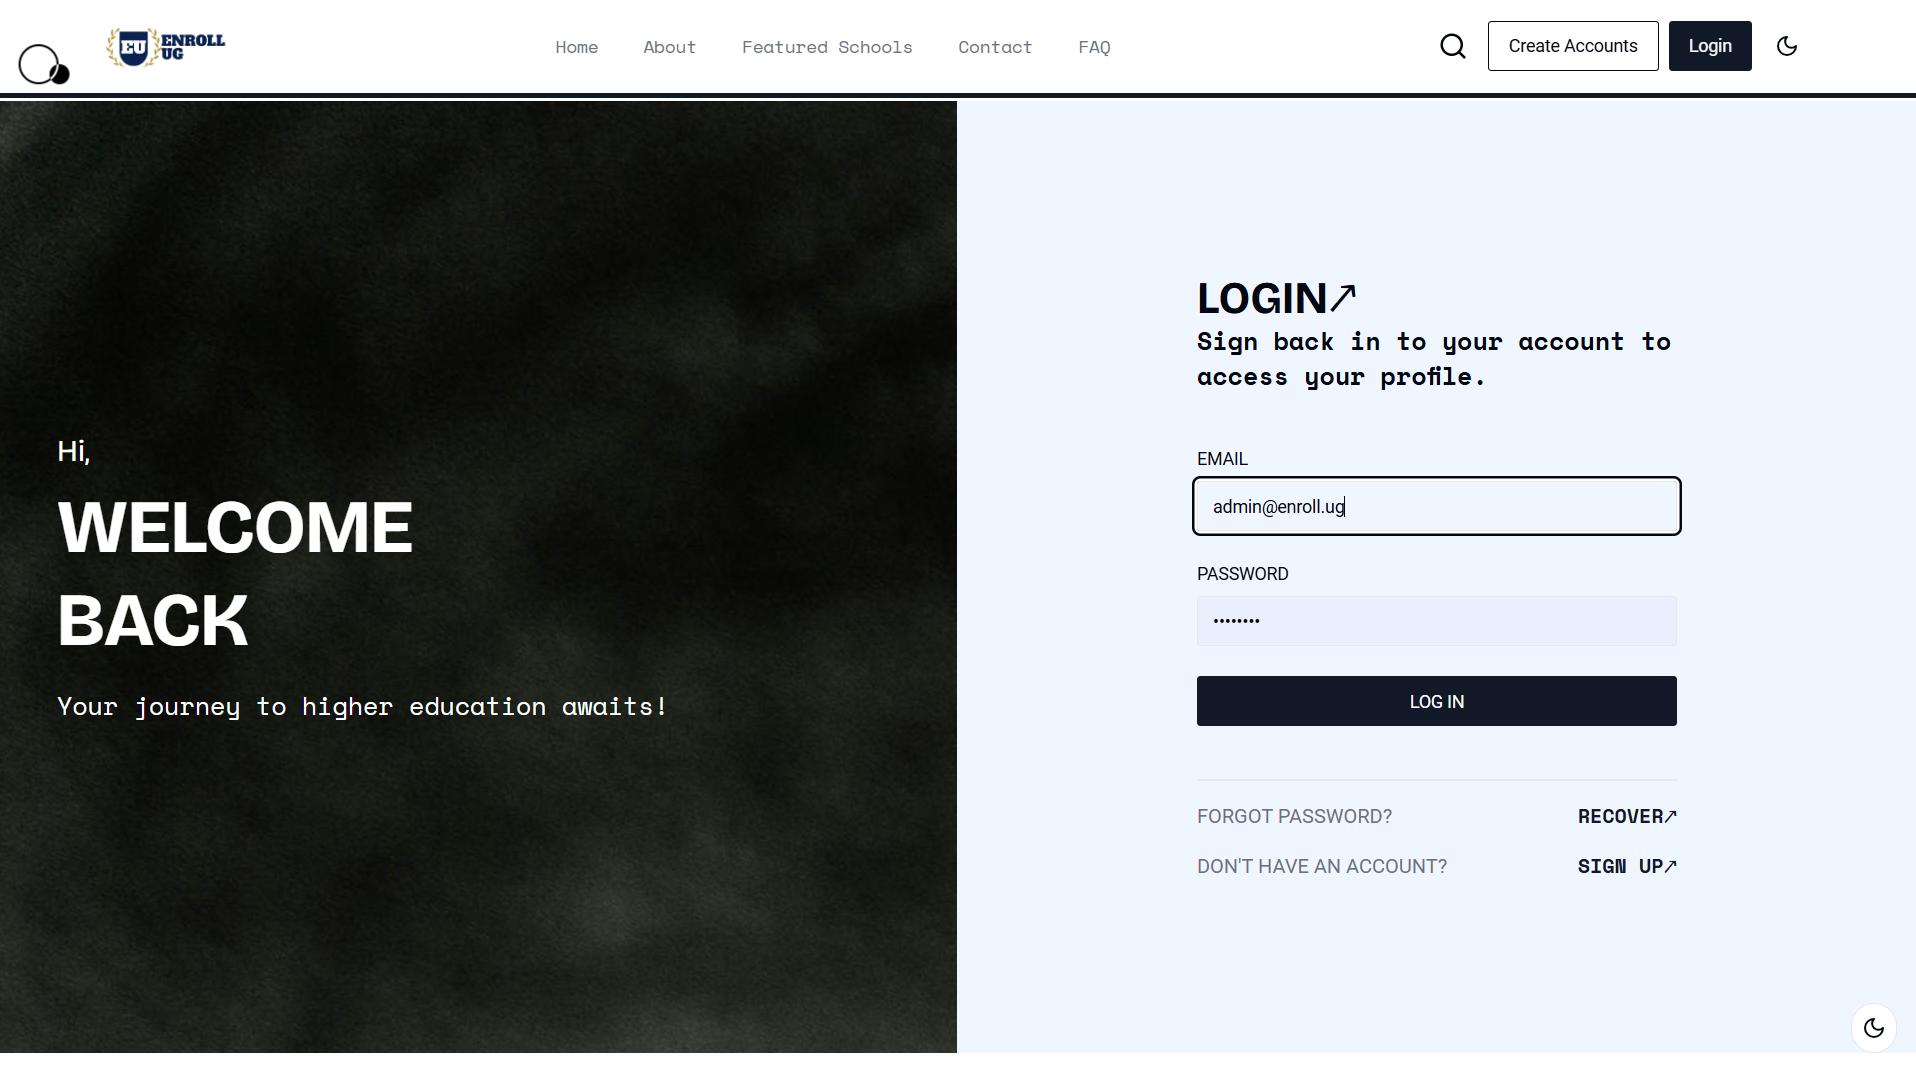 EU ENROLL
UG
Home About Featured Schools Contact FAQ
Create Accounts Login
Hi,
WELCOME
BACK
Your journey to higher education awaits!
LOGIN↗
Sign back in to your account to
access your profile.
EMAIL
admin@enroll.ug
PASSWORD
••••••••
LOG IN
FORGOT PASSWORD? RECOVER↗
DON'T HAVE AN ACCOUNT? SIGN UP↗